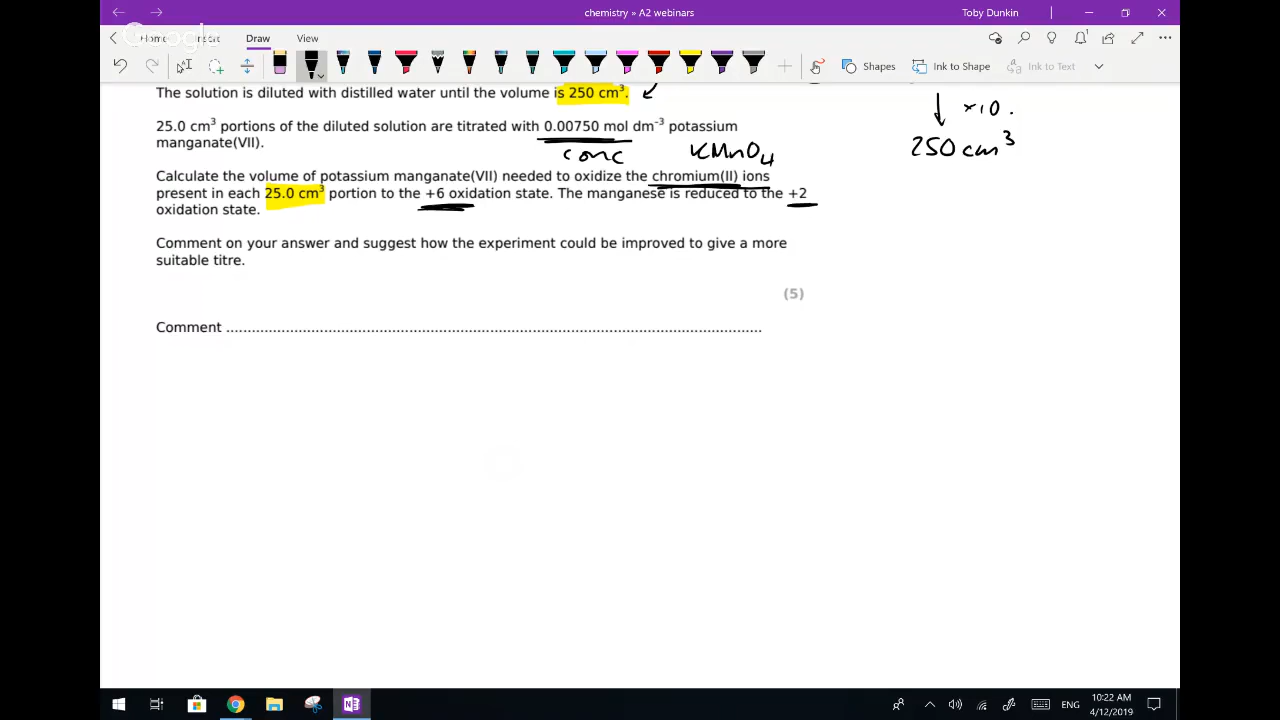 chemistry » A2 webinars
Toby Dunkin
Google
Home
Insert
Draw
View
Shapes
Ink to Shape
Ink to Text
The solution is diluted with distilled water until the volume is 250 cm³.
×10.
250 cm³
25.0 cm³ portions of the diluted solution are titrated with 0.00750 mol dm⁻³ potassium
manganate(VII).
conc
KMnO₄
Calculate the volume of potassium manganate(VII) needed to oxidize the chromium(II) ions
present in each 25.0 cm³ portion to the +6 oxidation state. The manganese is reduced to the +2
oxidation state.
Comment on your answer and suggest how the experiment could be improved to give a more
suitable titre.
(5)
Comment ....................................................................................................................
ENG
10:22 AM
4/12/2019